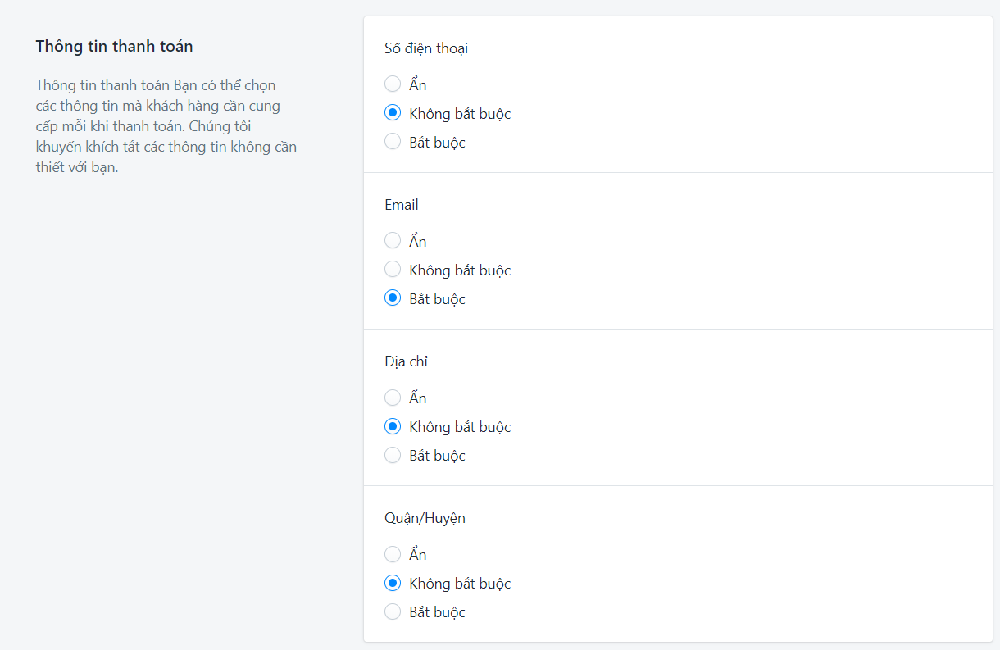 Thông tin thanh toán
Thông tin thanh toán Bạn có thể chọn
các thông tin mà khách hàng cần cung
cấp mỗi khi thanh toán. Chúng tôi
khuyến khích tắt các thông tin không cần
thiết với bạn.
Số điện thoại
Ẩn
Không bắt buộc
Bắt buộc
Email
Ẩn
Không bắt buộc
Bắt buộc
Địa chỉ
Ẩn
Không bắt buộc
Bắt buộc
Quận/Huyện
Ẩn
Không bắt buộc
Bắt buộc